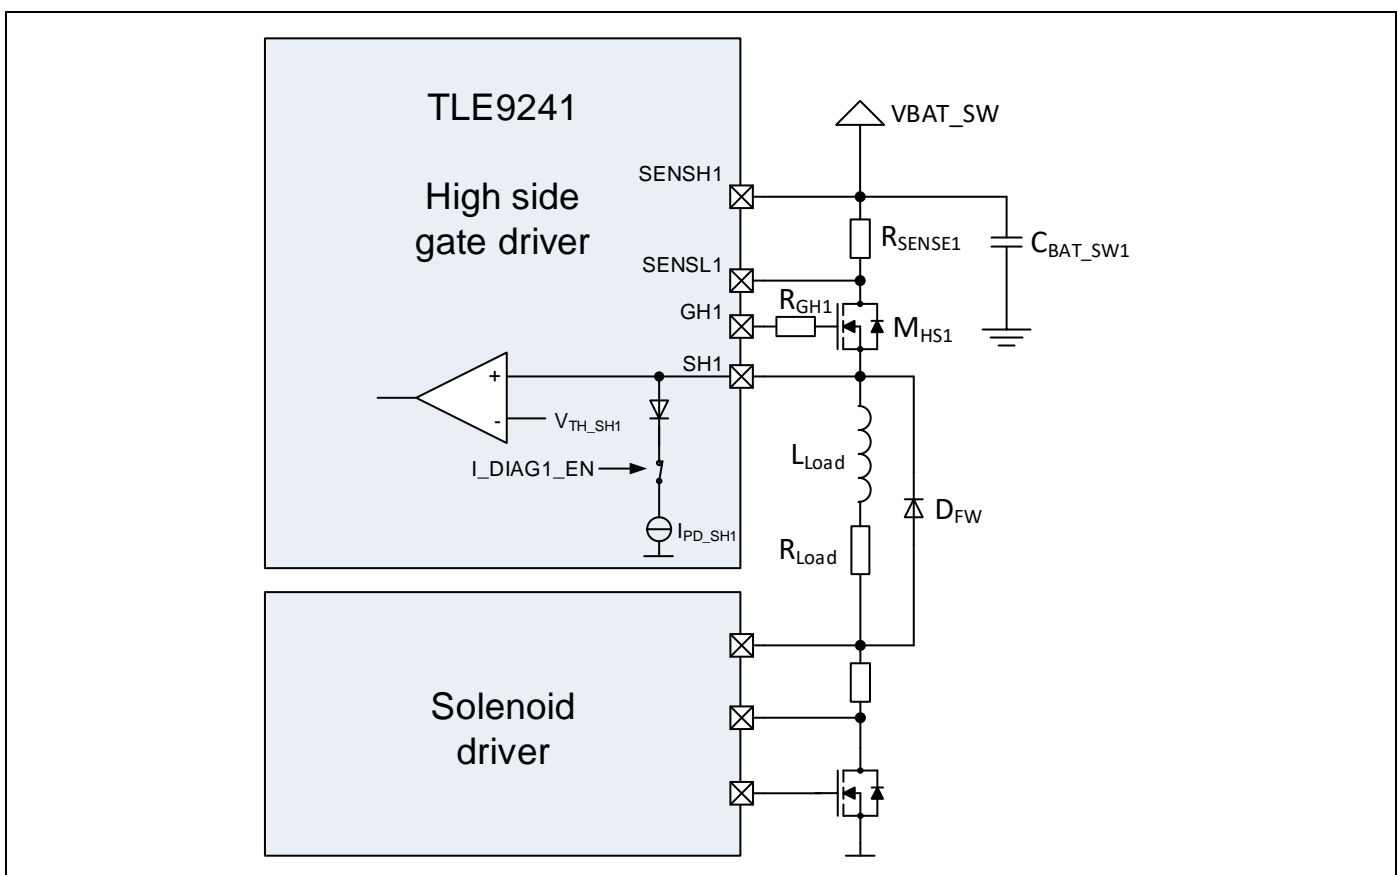 TLE9241
High side
gate driver
VBAT_SW
SENSH1
RSENSE1
CBAT_SW1
SENSL1
RGH1
GH1
MHS1
SH1
+
-
VTH_SH1
I_DIAG1_EN
IPD_SH1
LLoad
DFW
RLoad
Solenoid
driver